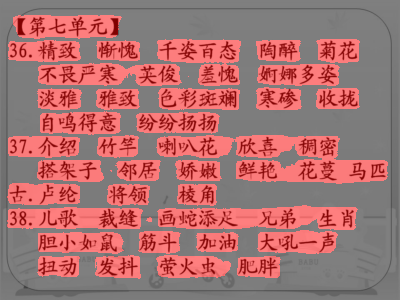 【第七单元】
36.精致 惭愧 千姿百态 陶醉 菊花
不畏严寒 英俊 羞愧 婀娜多姿
淡雅 雅致 色彩斑斓 寒碜 收拢
自鸣得意 纷纷扬扬
37.介绍 竹竿 喇叭花 欣喜 稠密
搭架子 邻居 娇嫩 鲜艳 花蔓 马匹
古.卢纶 将领 棱角
38.儿歌 裁缝 画蛇添足 兄弟 生肖
胆小如鼠 筋斗 加油 大吼一声
扭动 发抖 萤火虫 肥胖